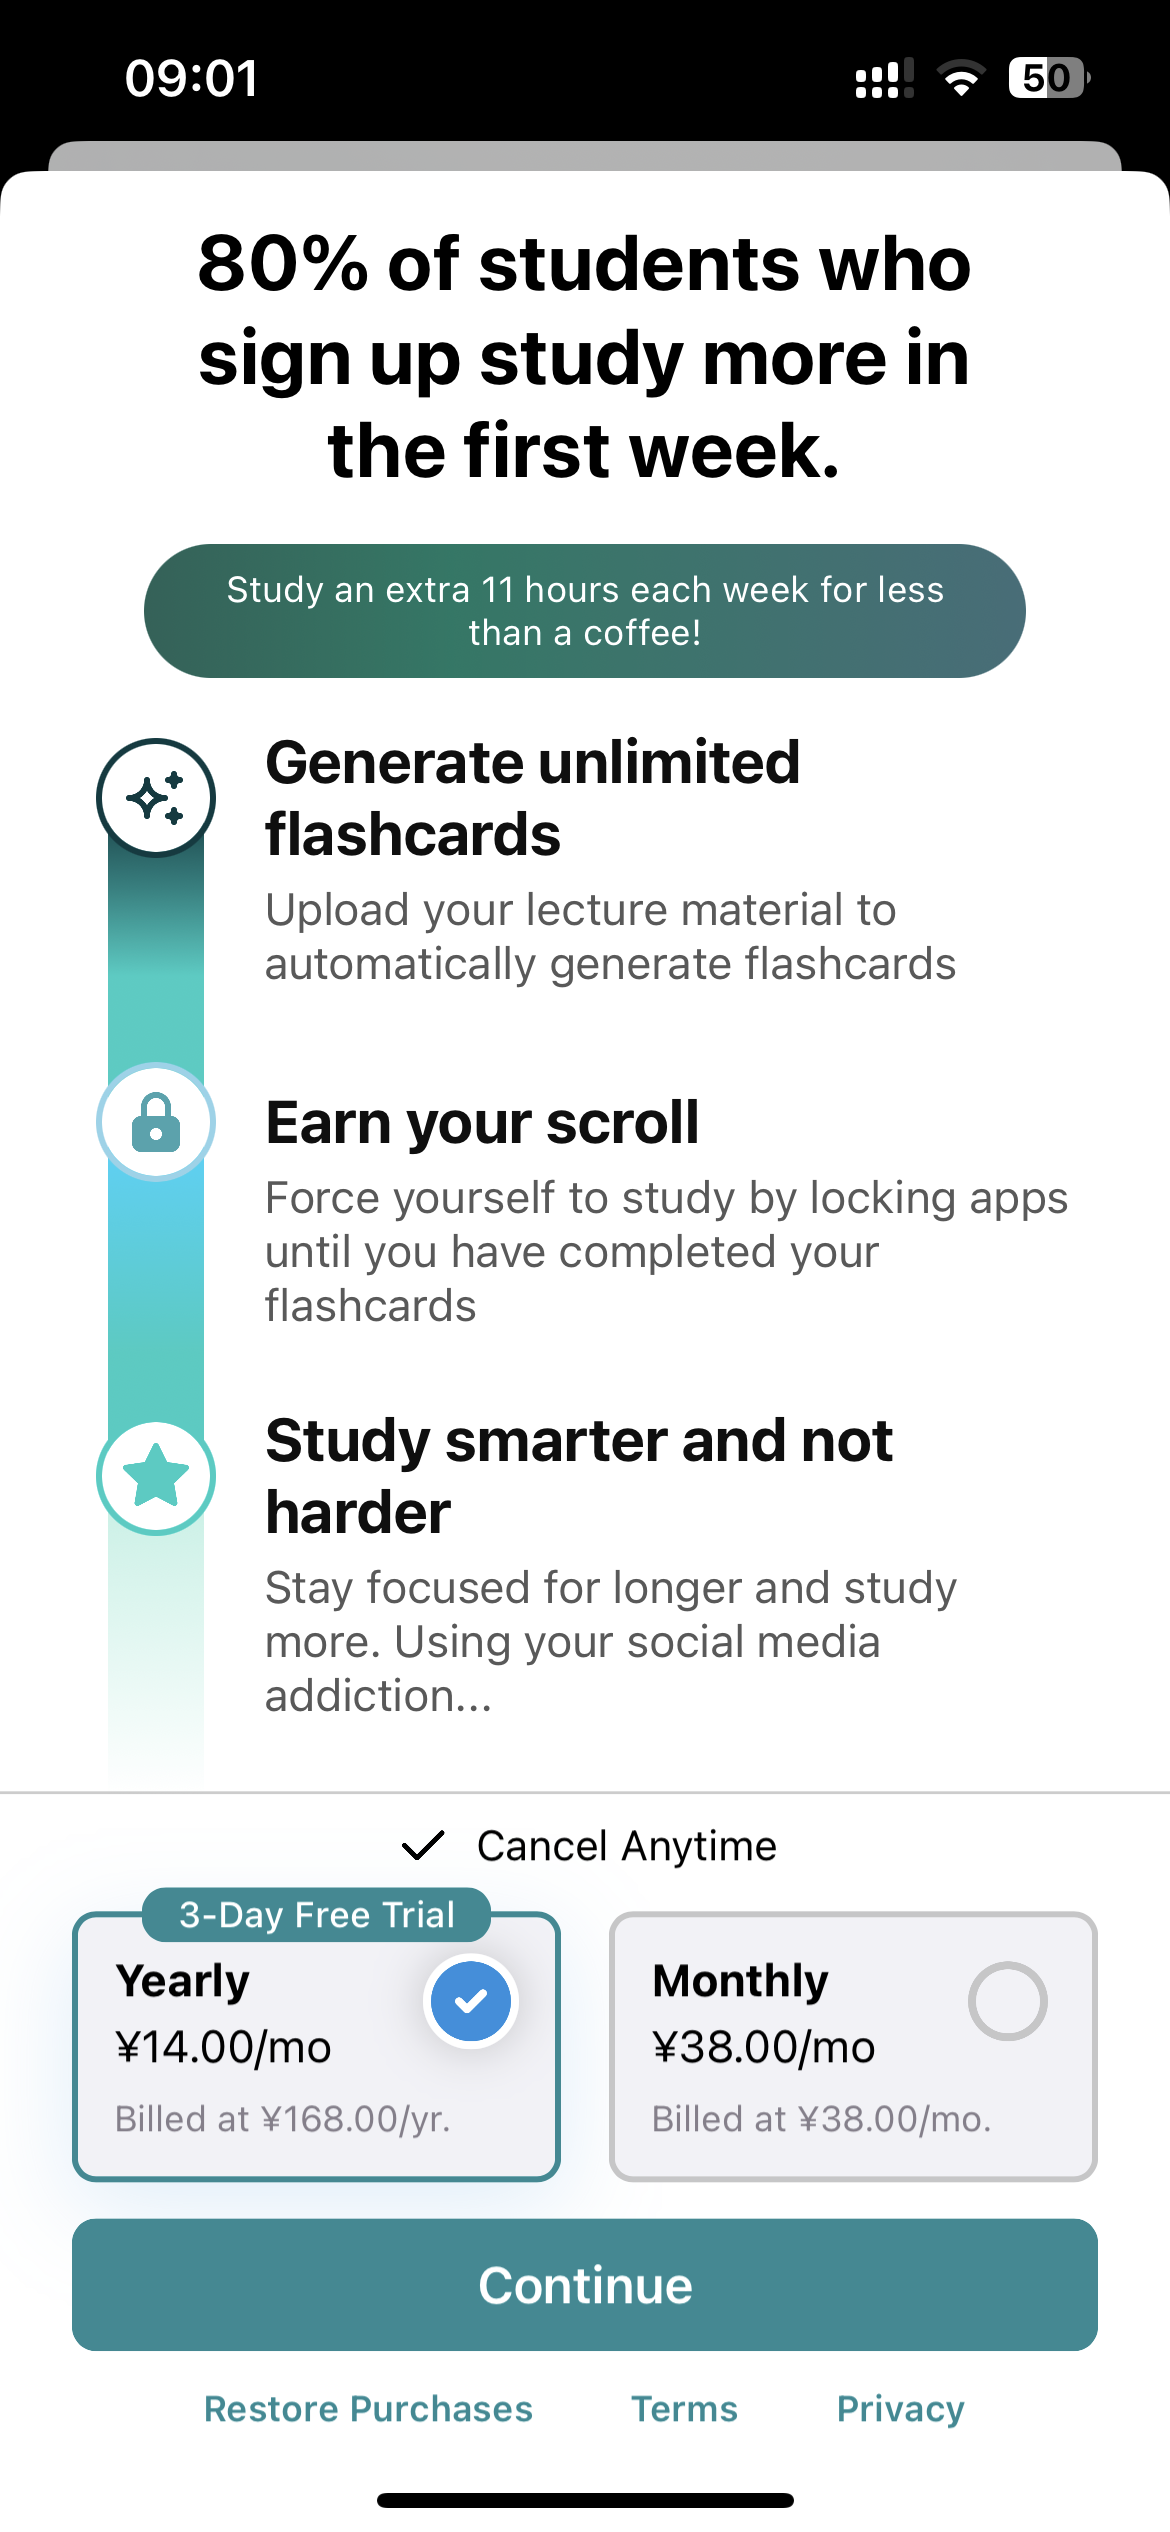 09:01
50
80% of students who
sign up study more in
the first week.
Study an extra 11 hours each week for less
than a coffee!
Generate unlimited
flashcards
Upload your lecture material to
automatically generate flashcards
Earn your scroll
Force yourself to study by locking apps
until you have completed your
flashcards
Study smarter and not
harder
Stay focused for longer and study
more. Using your social media
addiction...
Cancel Anytime
3-Day Free Trial
Yearly
¥14.00/mo
Billed at ¥168.00/yr.
Monthly
¥38.00/mo
Billed at ¥38.00/mo.
Continue
Restore Purchases
Terms
Privacy